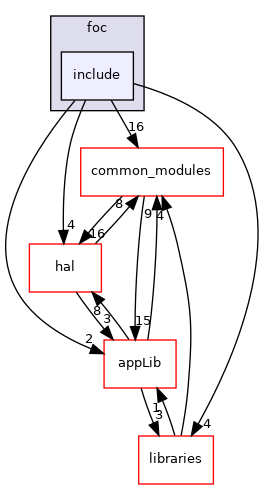 foc
include
16
common_modules
8
9
4
4
16
hal
8
3
15
2
appLib
1
3
4
libraries